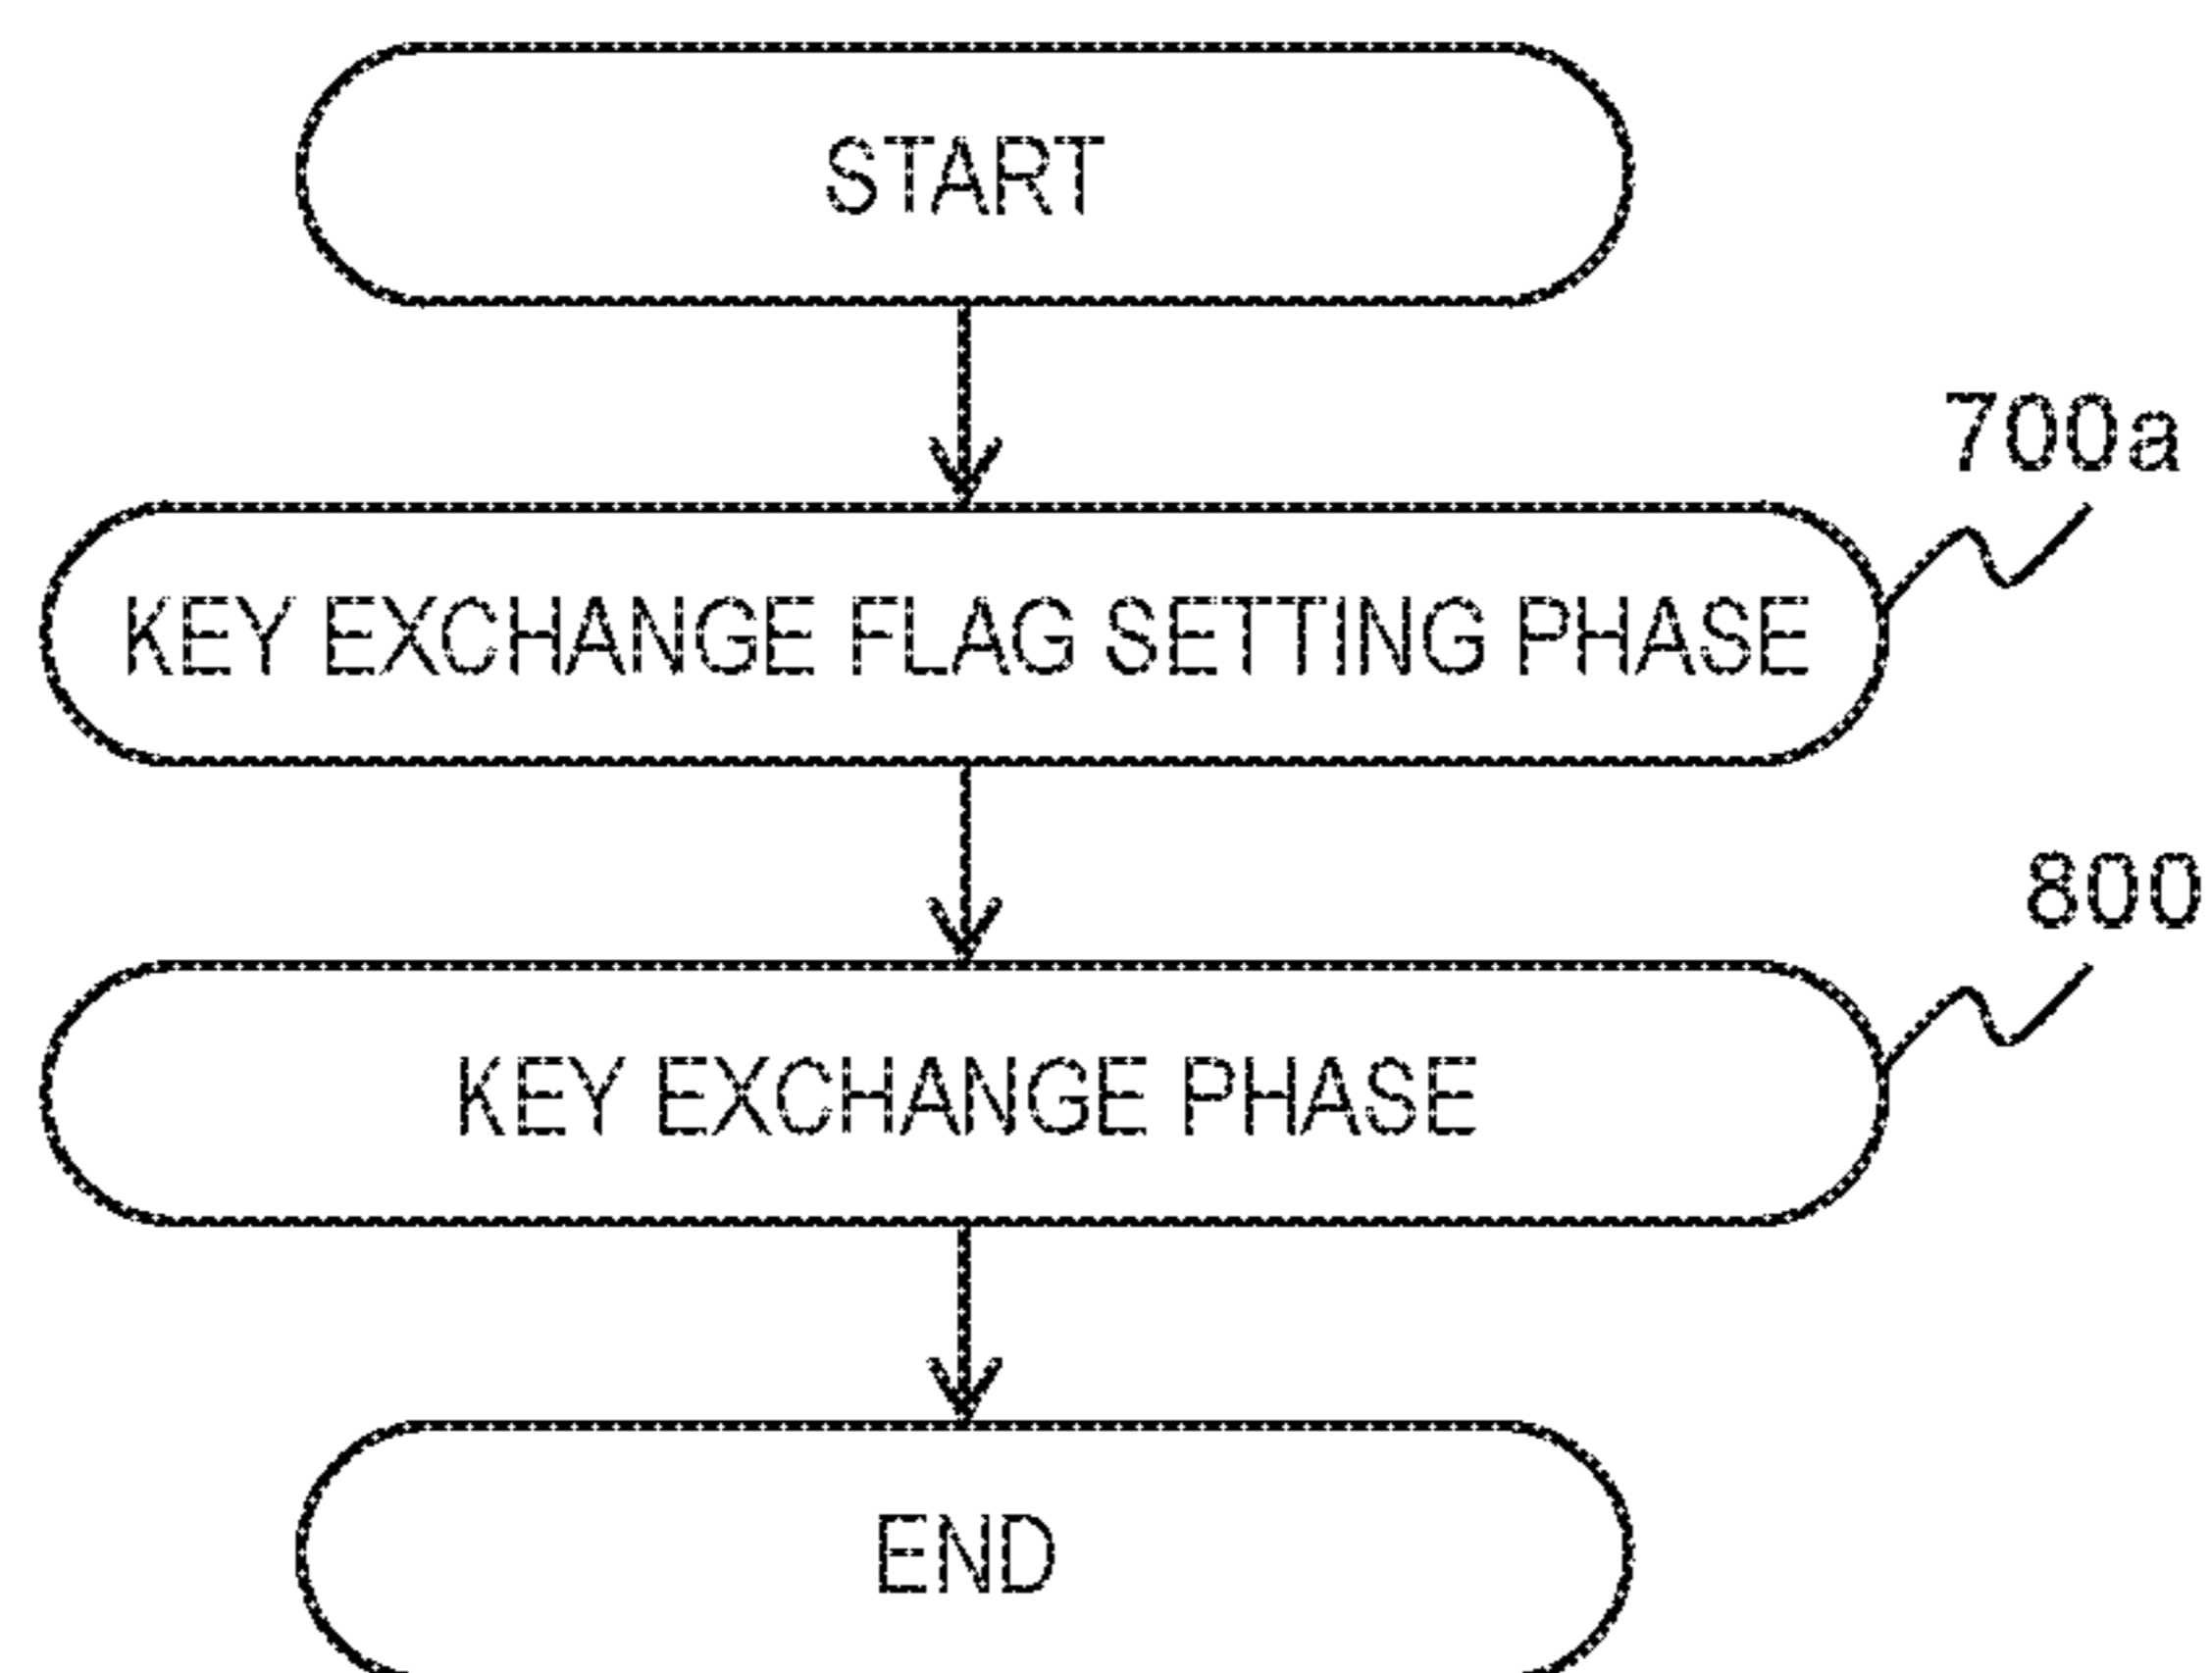 START
700a
KEY EXCHANGE FLAG SETTING PHASE
800
KEY EXCHANGE PHASE
END